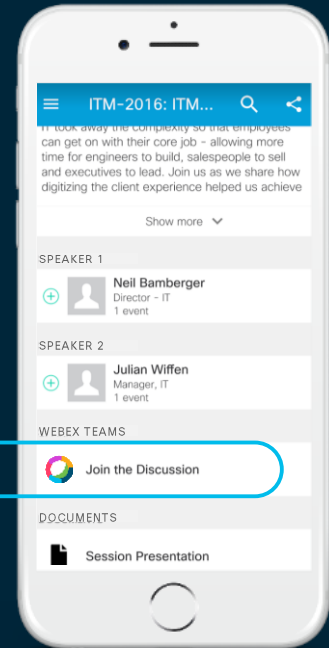 ITM-2016: ITM...
IT took away the complexity so that employees
can get on with their core job - allowing more
time for engineers to build, salespeople to sell
and executives to lead. Join us as we share how
digitizing the client experience helped us achieve
Show more
SPEAKER 1
Neil Bamberger
Director - IT
1 event
SPEAKER 2
Julian Wiffen
Manager, IT
1 event
WEBEX TEAMS
Join the Discussion
DOCUMENTS
Session Presentation